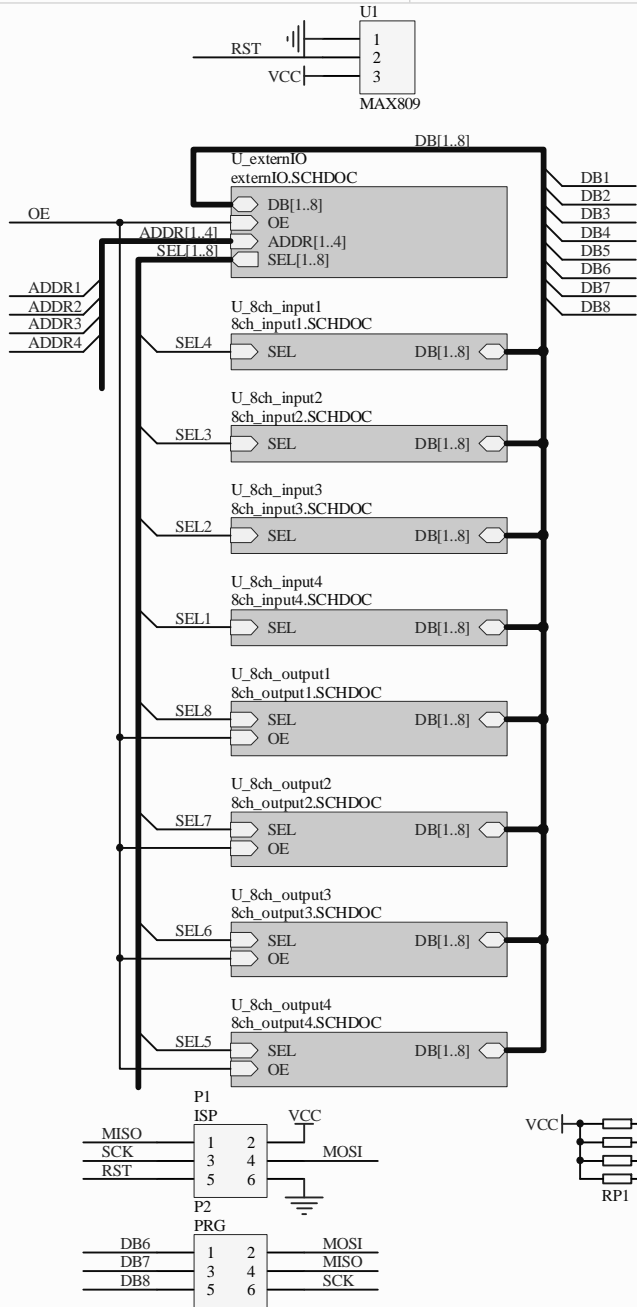 U1
RST
1
2
VCC
3
MAX809
DB[1..8]
U_externIO
externIO.SCHDOC
DB[1..8]
OE
ADDR[1..4]
SEL[1..8]
OE
ADDR[1..4]
SEL[1..8]
DB1
DB2
DB3
DB4
DB5
DB6
DB7
DB8
ADDR1
ADDR2
ADDR3
ADDR4
U_8ch_input1
8ch_input1.SCHDOC
SEL4
SEL
DB[1..8]
U_8ch_input2
8ch_input2.SCHDOC
SEL3
SEL
DB[1..8]
U_8ch_input3
8ch_input3.SCHDOC
SEL2
SEL
DB[1..8]
U_8ch_input4
8ch_input4.SCHDOC
SEL1
SEL
DB[1..8]
U_8ch_output1
8ch_output1.SCHDOC
SEL8
SEL
DB[1..8]
OE
U_8ch_output2
8ch_output2.SCHDOC
SEL7
SEL
DB[1..8]
OE
U_8ch_output3
8ch_output3.SCHDOC
SEL6
SEL
DB[1..8]
OE
U_8ch_output4
8ch_output4.SCHDOC
SEL5
SEL
DB[1..8]
OE
P1
ISP
VCC
MISO
1 2
SCK
3 4
MOSI
RST
5 6
VCC
RP1
P2
PRG
DB6
1 2
MOSI
DB7
3 4
MISO
DB8
5 6
SCK